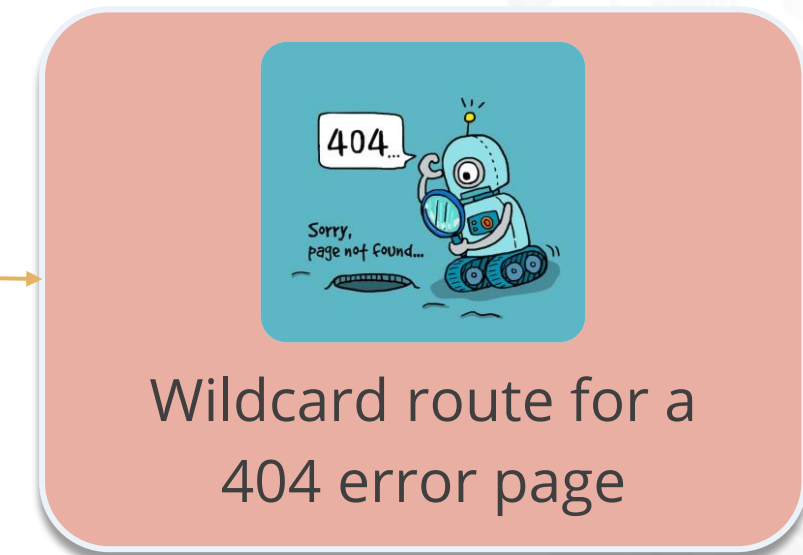 404...
Sorry,
page not found...
Wildcard route for a
404 error page